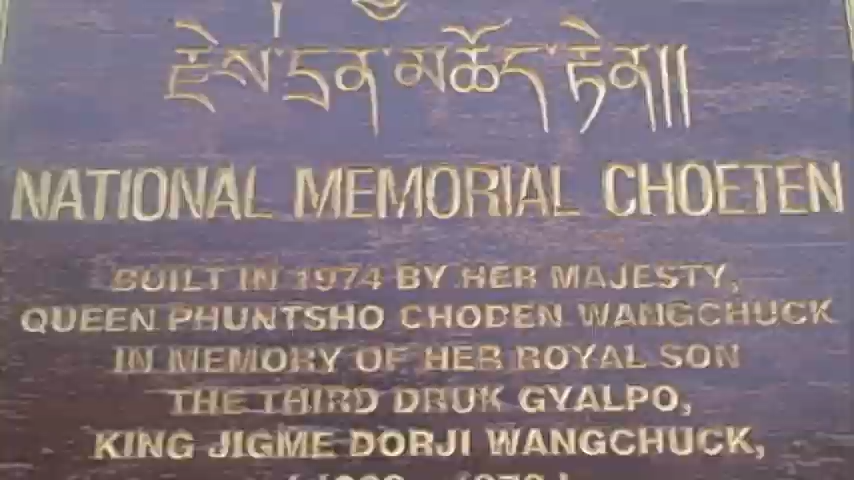 རྗེས་དྲན་མཆོད་རྟེན།།
NATIONAL MEMORIAL CHOETEN
BUILT IN 1974 BY HER MAJESTY,
QUEEN PHUNTSHO CHODEN WANGCHUCK
IN MEMORY OF HER ROYAL SON
THE THIRD DRUK GYALPO,
KING JIGME DORJI WANGCHUCK,